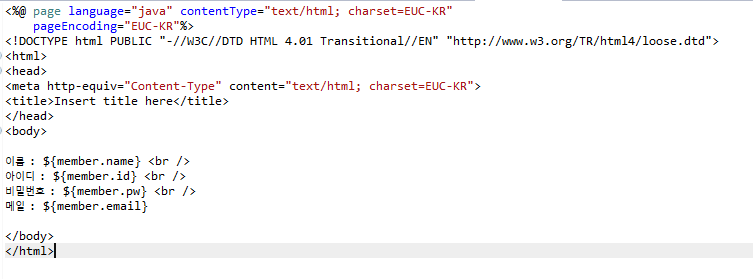 <%@ page language="java" contentType="text/html; charset=EUC-KR"
pageEncoding="EUC-KR"%>
<!DOCTYPE html PUBLIC "-//W3C//DTD HTML 4.01 Transitional//EN" "http://www.w3.org/TR/html4/loose.dtd">
<html>
<head>
<meta http-equiv="Content-Type" content="text/html; charset=EUC-KR">
<title>Insert title here</title>
</head>
<body>
이름 : ${member.name} <br />
아이디 : ${member.id} <br />
비밀번호 : ${member.pw} <br />
메일 : ${member.email}
</body>
</html>